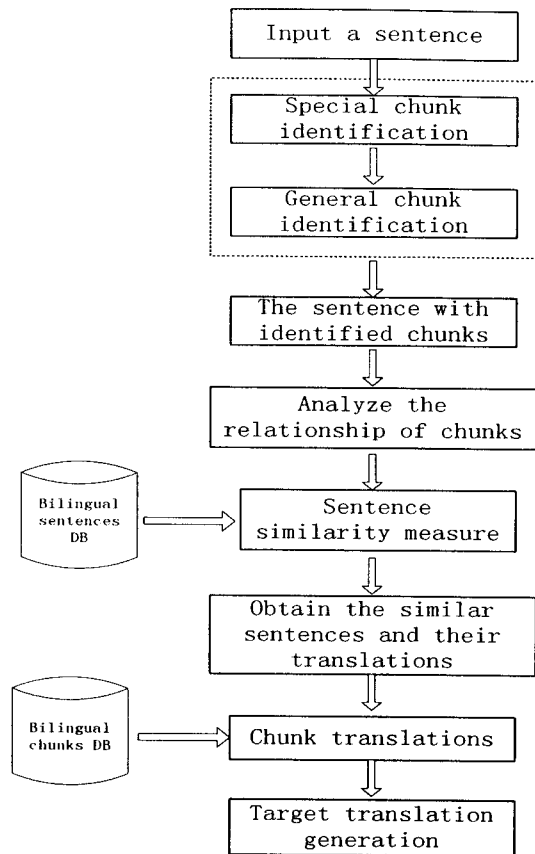 Input a sentence
Special chunk
identification
General chunk
identification
The sentence with
identified chunks
Analyze the
relationship of chunks
Bilingual
sentences
DB
Sentence
similarity measure
Obtain the similar
sentences and their
translations
Bilingual
chunks DB
Chunk translations
Target translation
generation